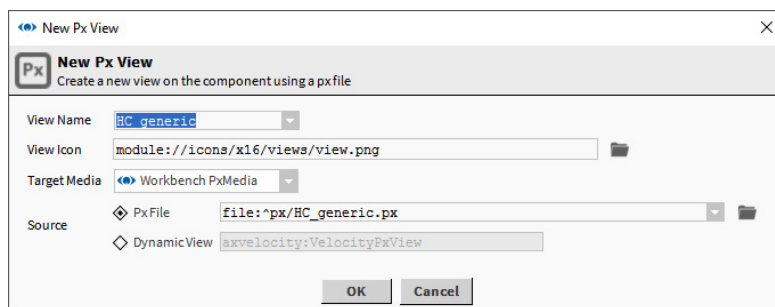 New Px View
Px
New Px View
Create a new view on the component using a px file
View Name HC_generic
View Icon module://icons/x16/views/view.png
Target Media Workbench PxMedia
Source
Px File file:^px/HC_generic.px
Dynamic View axvelocity:VelocityPxView
OK Cancel